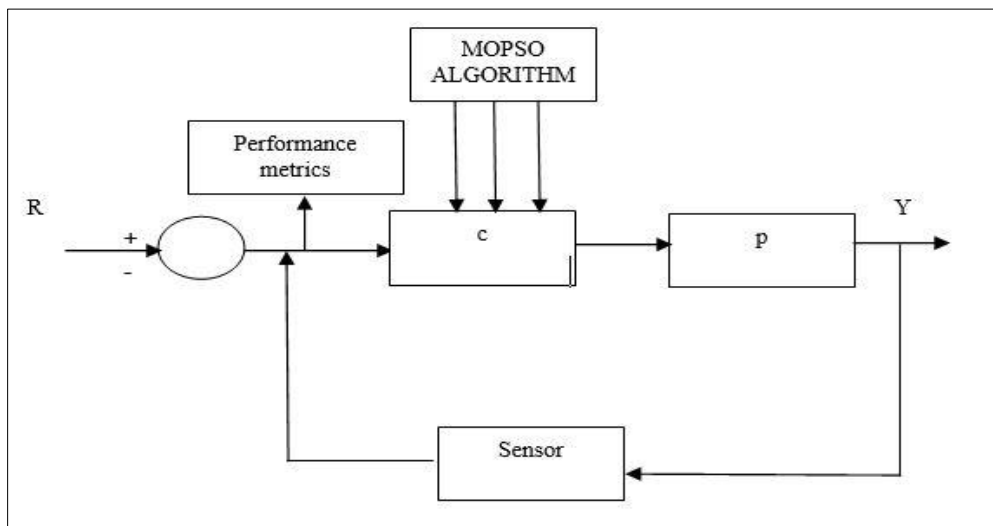 MOPSO
ALGORITHM
Performance
metrics
R
Y
+
-
c
p
Sensor